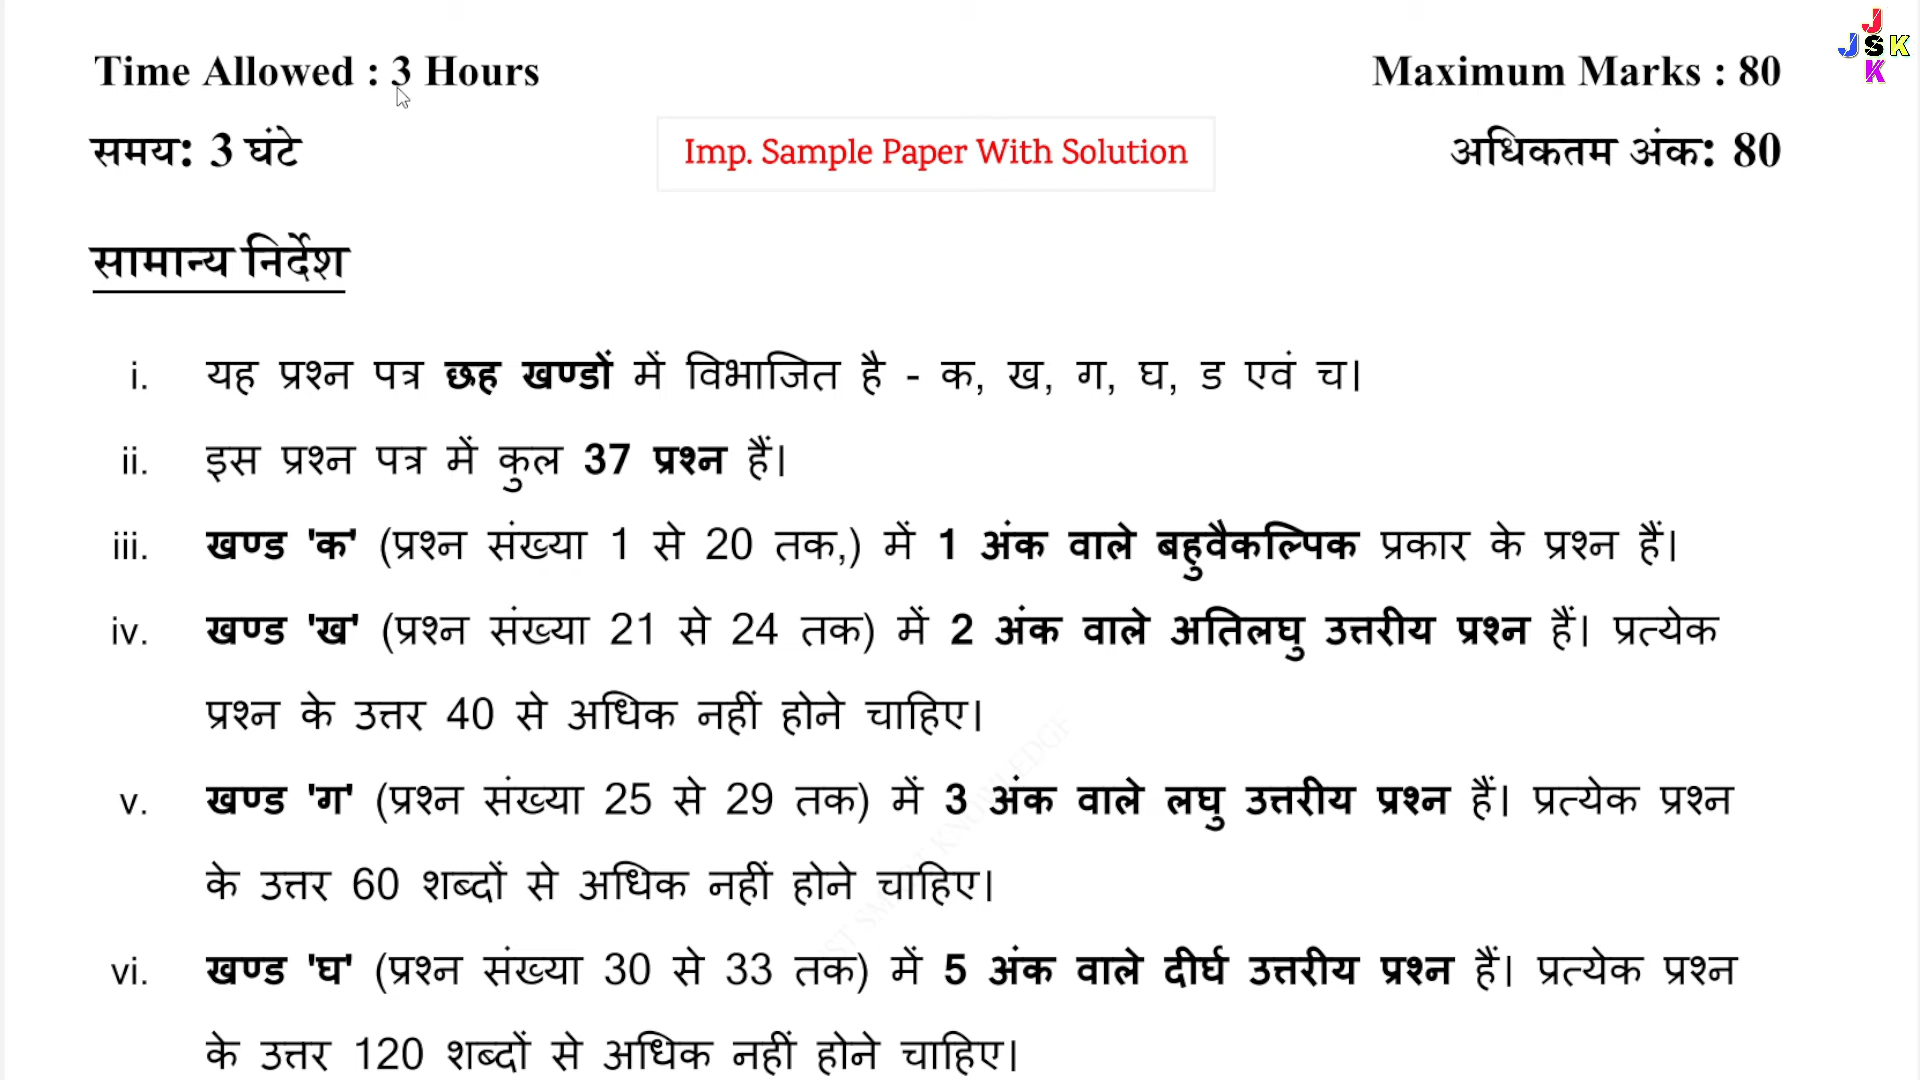 Time Allowed : 3 Hours
Maximum Marks : 80
समय: 3 घंटे
Imp. Sample Paper With Solution
अधिकतम अंक: 80
सामान्य निर्देश
i. यह प्रश्न पत्र छह खण्डों में विभाजित है - क, ख, ग, घ, ड एवं च।
ii. इस प्रश्न पत्र में कुल 37 प्रश्न हैं।
iii. खण्ड 'क' (प्रश्न संख्या 1 से 20 तक,) में 1 अंक वाले बहुवैकल्पिक प्रकार के प्रश्न हैं।
iv. खण्ड 'ख' (प्रश्न संख्या 21 से 24 तक) में 2 अंक वाले अतिलघु उत्तरीय प्रश्न हैं। प्रत्येक
प्रश्न के उत्तर 40 से अधिक नहीं होने चाहिए।
v. खण्ड 'ग' (प्रश्न संख्या 25 से 29 तक) में 3 अंक वाले लघु उत्तरीय प्रश्न हैं। प्रत्येक प्रश्न
के उत्तर 60 शब्दों से अधिक नहीं होने चाहिए।
vi. खण्ड 'घ' (प्रश्न संख्या 30 से 33 तक) में 5 अंक वाले दीर्घ उत्तरीय प्रश्न हैं। प्रत्येक प्रश्न
के उत्तर 120 शब्दों से अधिक नहीं होने चाहिए।
J
JSK
K